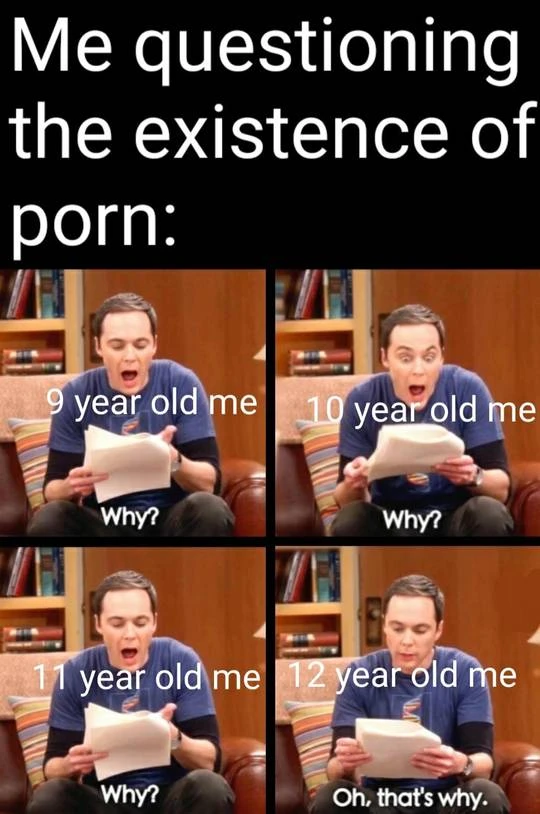 Me questioning
the existence of
porn:
9 year old me
Why?
10 year old me
Why?
11 year old me
Why?
12 year old me
Oh, that's why.